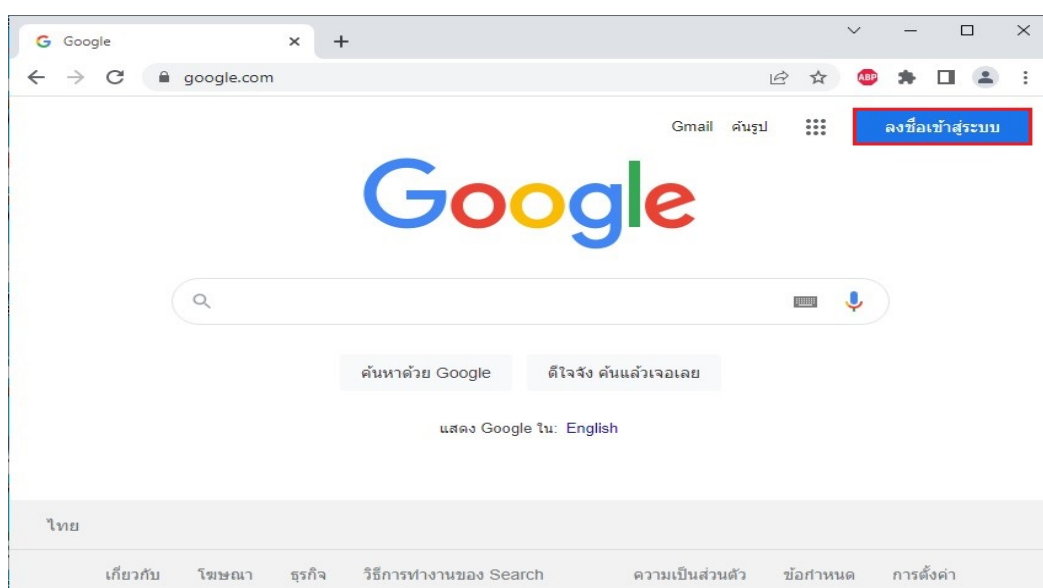 Google
google.com
ABP
Gmail คันรูป ลงชื่อเข้าสู่ระบบ
Google
ค้นหาด้วย Google ดีใจจัง ค้นแล้วเจอเลย
แสดง Google ใน: English
ไทย
เกี่ยวกับ โฆษณา ธุรกิจ วิธีการทำงานของ Search ความเป็นส่วนตัว ข้อกำหนด การตั้งค่า